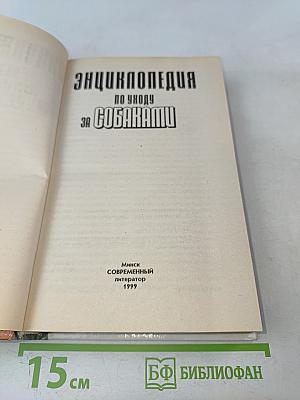 ЭНЦИКЛОПЕДИЯ
ПО УХОДУ
ЗА СОБАКАМИ
Минск
СОВРЕМЕННЫЙ
литератор
1999
15 см
БФ БИБЛИОФАН